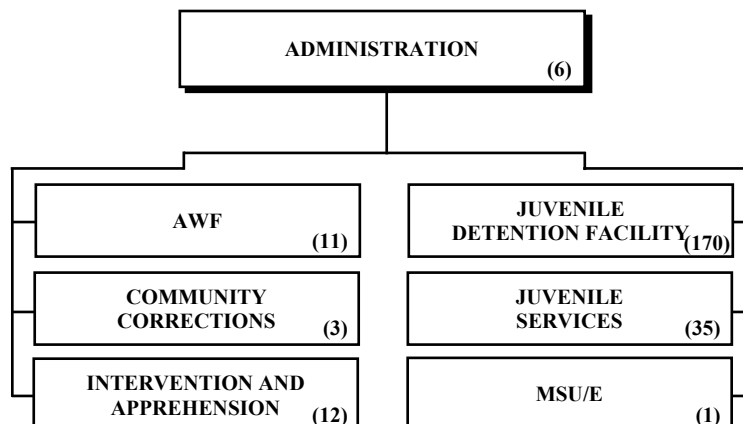 ADMINISTRATION
(6)
AWF
(11)
JUVENILE
DETENTION FACILITY
(170)
COMMUNITY
CORRECTIONS
(3)
JUVENILE
SERVICES
(35)
INTERVENTION AND
APPREHENSION
(12)
MSU/E
(1)